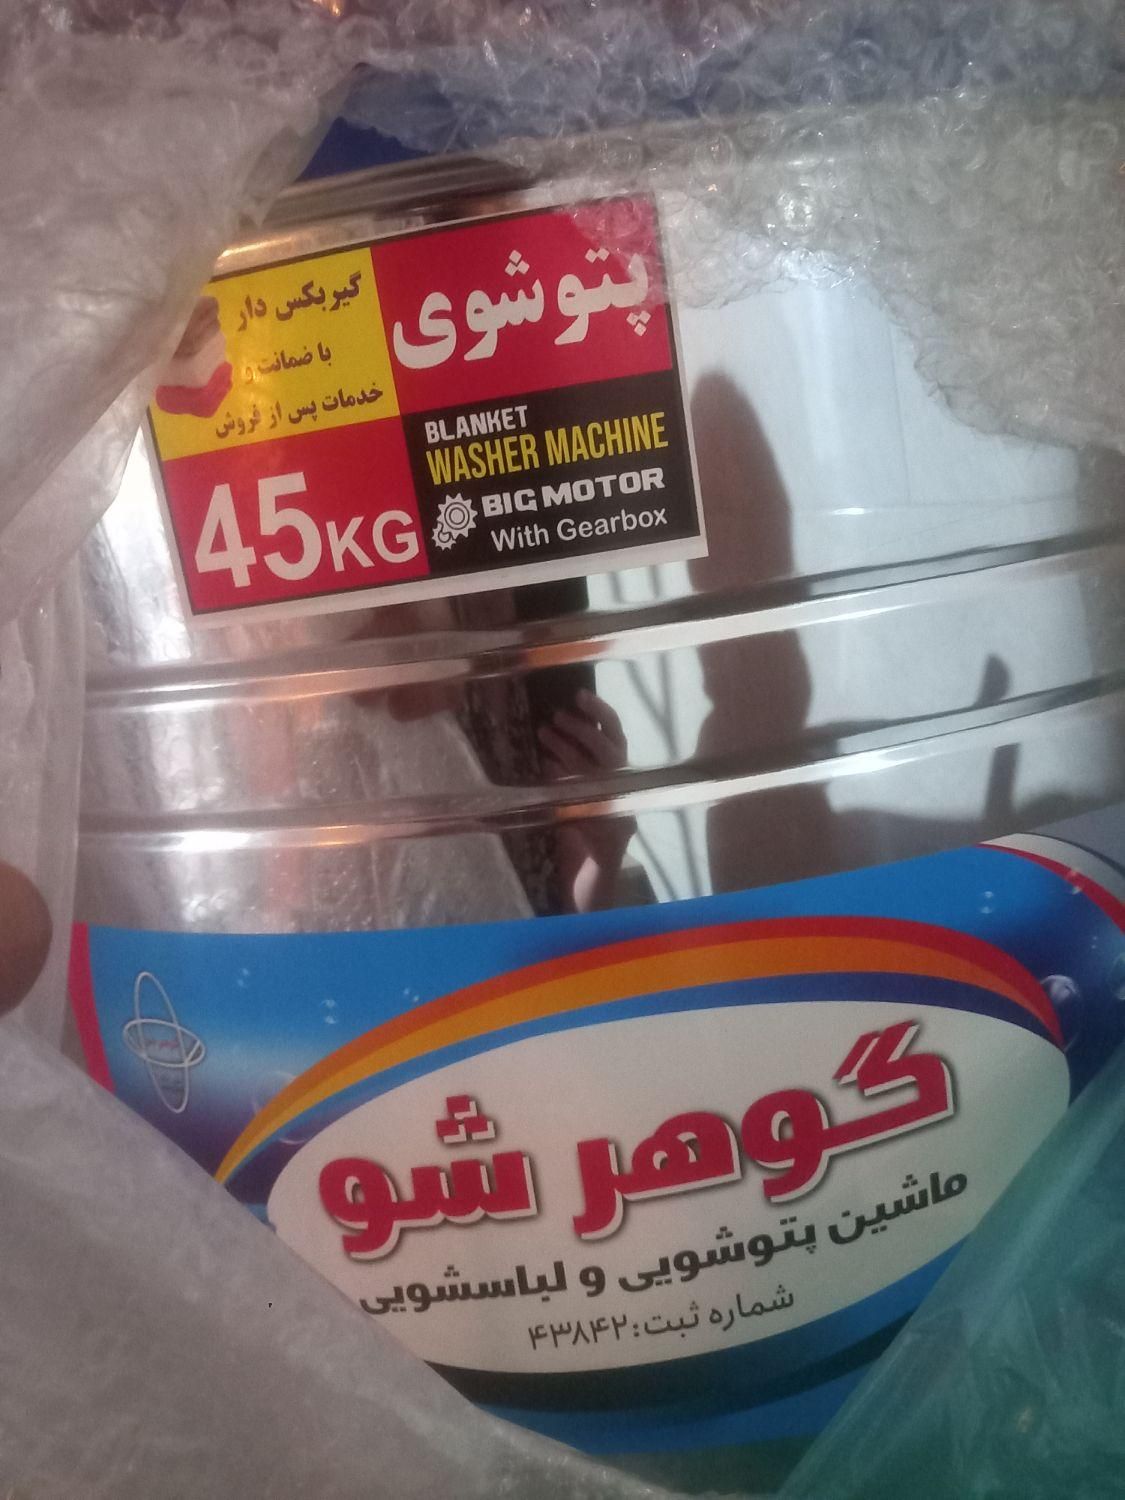 پتوشوی
گیربکس دار
با ضمانت و
خدمات پس از فروش
45KG
BLANKET
WASHER MACHINE
BIG MOTOR
With Gearbox
گوهر شو
ماشین پتوشویی و لباسشویی
شماره ثبت: ۴۳۸۴۲